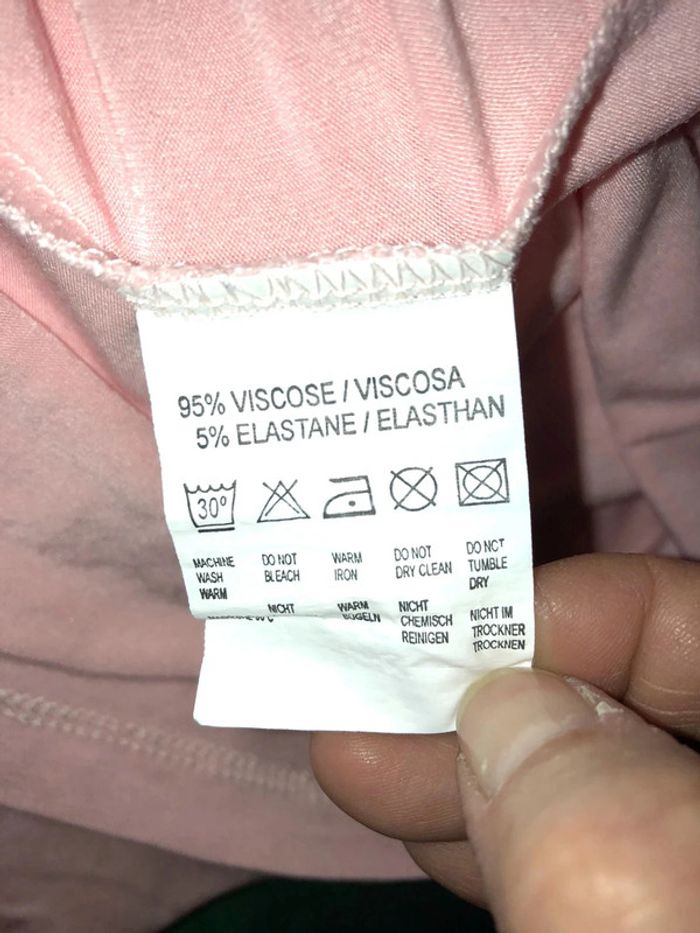 95% VISCOSE / VISCOSA
5% ELASTANE / ELASTHAN
30°
MACHINE
WASH
WARM
DO NOT
BLEACH
NICHT
WARM
IRON
WARM
BÜGELN
DO NOT
DRY CLEAN
NICHT
CHEMISCH
REINIGEN
DO NOT
TUMBLE
DRY
NICHT IM
TROCKNER
TROCKNEN